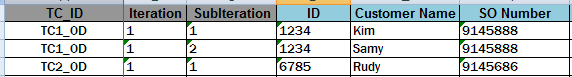 TC_ID Iteration SubIteration ID Customer Name SO Number
TC1_0D 1 1 1234 Kim 9145888
TC1_0D 1 2 1234 Samy 9145888
TC2_0D 1 1 6785 Rudy 9145686